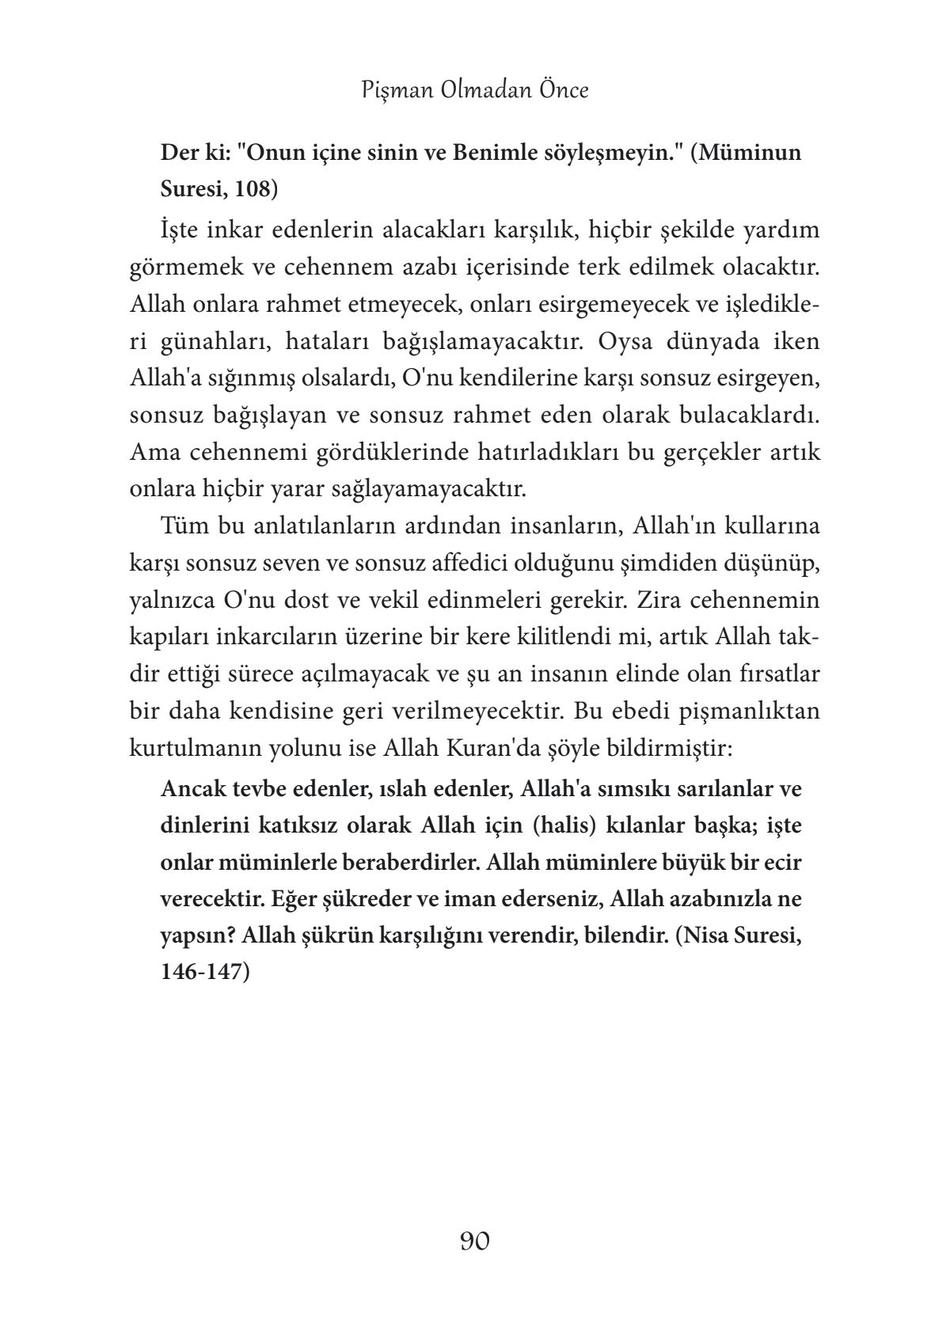 Pişman Olmadan Önce
Der ki: "Onun içine sinin ve Benimle söyleşmeyin." (Müminun
Suresi, 108)
İşte inkar edenlerin alacakları karşılık, hiçbir şekilde yardım
görmemek ve cehennem azabı içerisinde terk edilmek olacaktır.
Allah onlara rahmet etmeyecek, onları esirgemeyecek ve işledikle-
ri günahları, hataları bağışlamayacaktır. Oysa dünyada iken
Allah'a sığınmış olsalardı, O'nu kendilerine karşı sonsuz esirgeyen,
sonsuz bağışlayan ve sonsuz rahmet eden olarak bulacaklardı.
Ama cehennemi gördüklerinde hatırladıkları bu gerçekler artık
onlara hiçbir yarar sağlayamayacaktır.
Tüm bu anlatılanların ardından insanların, Allah'ın kullarına
karşı sonsuz seven ve sonsuz affedici olduğunu şimdiden düşünüp,
yalnızca O'nu dost ve vekil edinmeleri gerekir. Zira cehennemin
kapıları inkarcıların üzerine bir kere kilitlendi mi, artık Allah tak-
dir ettiği sürece açılmayacak ve şu an insanın elinde olan fırsatlar
bir daha kendisine geri verilmeyecektir. Bu ebedi pişmanlıktan
kurtulmanın yolunu ise Allah Kuran'da şöyle bildirmiştir:
Ancak tevbe edenler, ıslah edenler, Allah'a sımsıkı sarılanlar ve
dinlerini katıksız olarak Allah için (halis) kılanlar başka; işte
onlar müminlerle beraberdirler. Allah müminlere büyük bir ecir
verecektir. Eğer şükreder ve iman ederseniz, Allah azabınızla ne
yapsın? Allah şükrün karşılığını verendir, bilendir. (Nisa Suresi,
146-147)
90